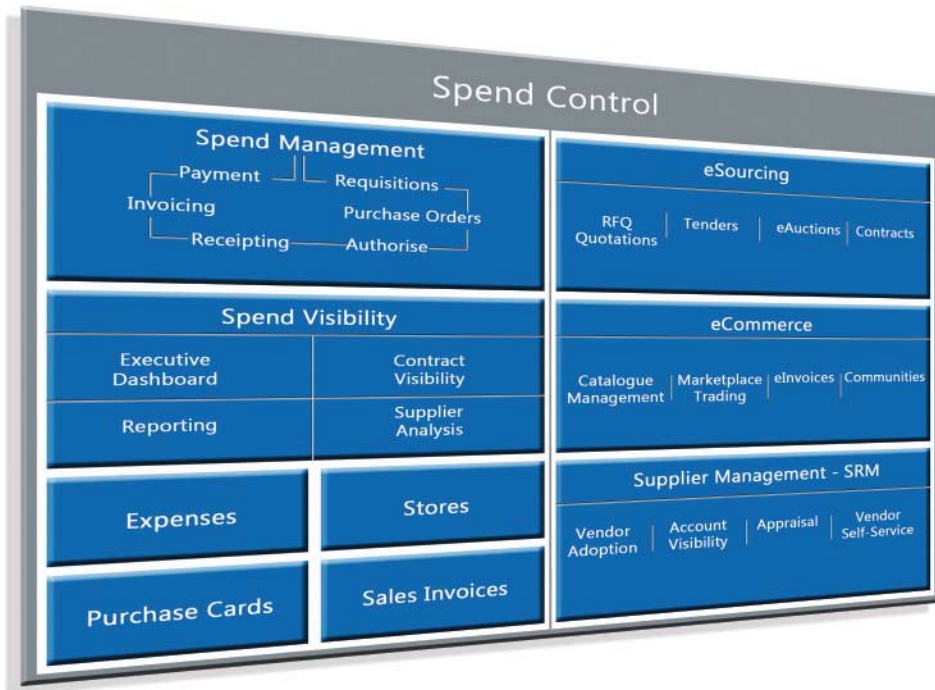 Spend Control
Spend Management
Payment
Requisitions
Invoicing
Purchase Orders
Receipting
Authorise
Spend Visibility
Executive
Dashboard
Contract
Visibility
Reporting
Supplier
Analysis
Expenses
Stores
Purchase Cards
Sales Invoices
eSourcing
RFQ
Quotations
Tenders
eAuctions
Contracts
eCommerce
Catalogue
Management
Marketplace
Trading
eInvoices
Communities
Supplier Management - SRM
Vendor
Adoption
Account
Visibility
Appraisal
Vendor
Self-Service